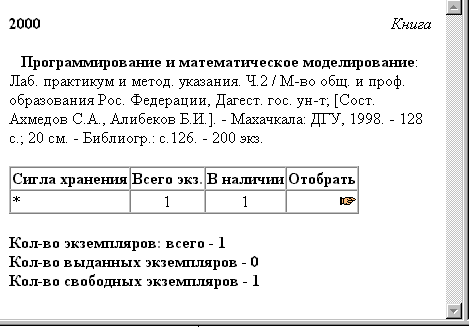 2000 Книга
Программирование и математическое моделирование:
Лаб. практикум и метод. указания. Ч.2 / М-во общ. и проф.
образования Рос. Федерации, Дагест. гос. ун-т; [Сост.
Ахмедов С.А., Алибеков Б.И.]. - Махачкала: ДГУ, 1998. - 128
с.; 20 см. - Библиогр.: с.126. - 200 экз.
Сигла хранения Всего экз. В наличии Отобрать
* 1 1
Кол-во экземпляров: всего - 1
Кол-во выданных экземпляров - 0
Кол-во свободных экземпляров - 1